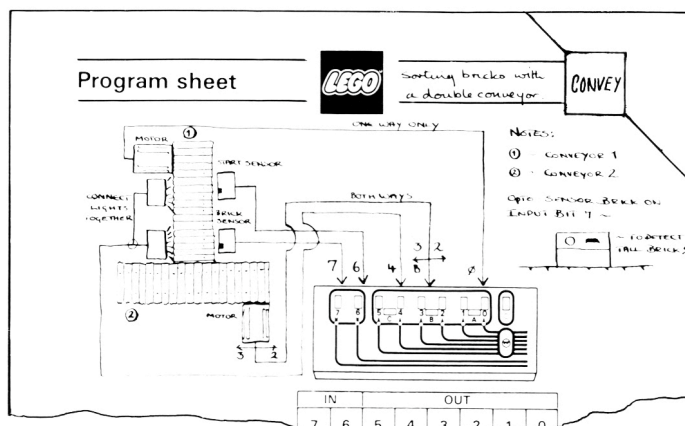 Program sheet
LEGO
Sorting bricks with
a double conveyor
CONVEY
ONE WAY ONLY
NOTES:
① - CONVEYOR 1
② - CONVEYOR 2
Opto SENSOR BRICK ON
INPUT BIT 7 ~
~ TO DETECT
TALL BRICKS
MOTOR
①
START SENSOR
CONNECT
LIGHTS
TOGETHER
BRICK
SENSOR
BOTH WAYS
3 2
7 6 4 B 0
②
MOTOR
3 2
7 6 5 4 3 2 1 0
C B A
IN OUT
7 6 5 4 3 2 1 0